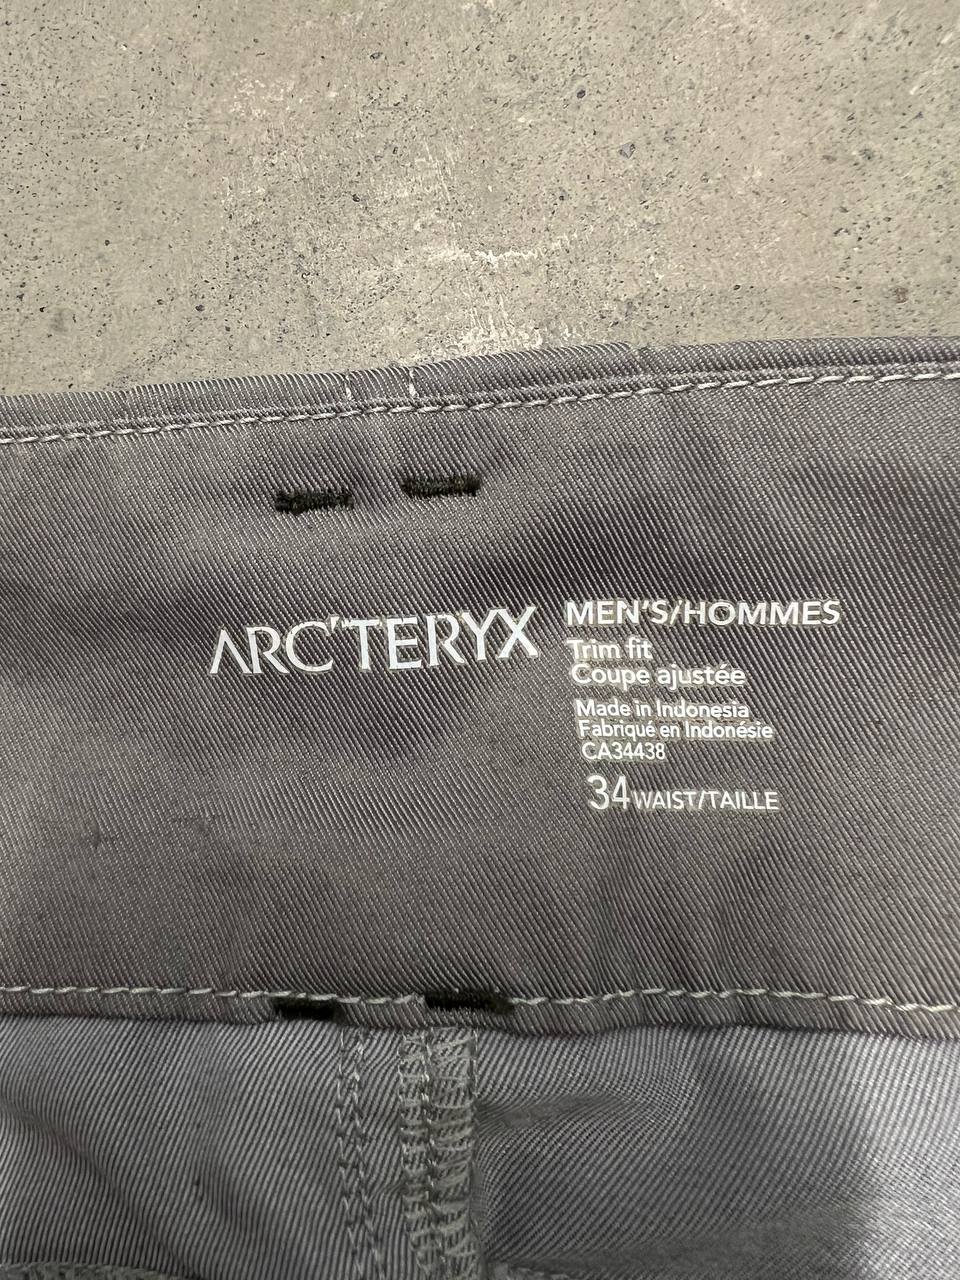 ARC'TERYX
MEN'S/HOMMES
Trim fit
Coupe ajustée
Made in Indonesia
Fabriqué en Indonésie
CA34438
34 WAIST/TAILLE